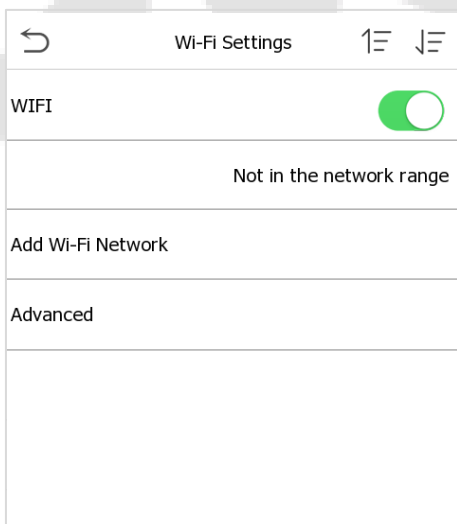 Wi-Fi Settings
WIFI
Not in the network range
Add Wi-Fi Network
Advanced